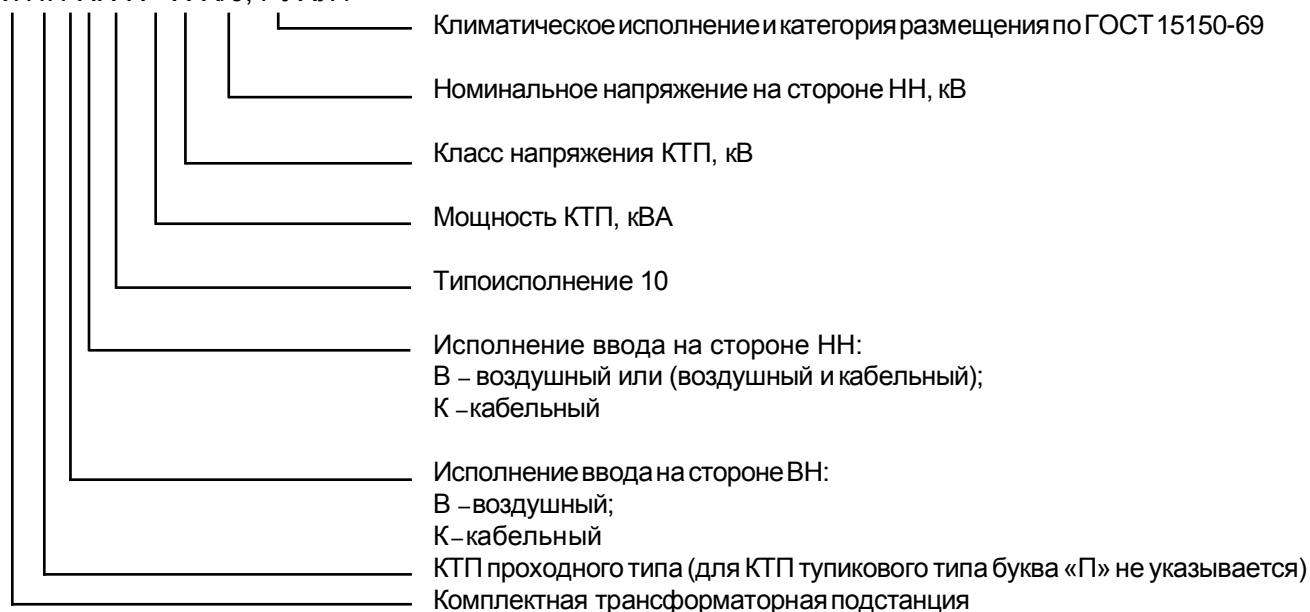 Климатическое исполнение и категория размещения по ГОСТ 15150-69
Номинальное напряжение на стороне НН, кВ
Класс напряжения КТП, кВ
Мощность КТП, кВА
Типоисполнение 10
Исполнение ввода на стороне НН:
В – воздушный или (воздушный и кабельный);
К – кабельный
Исполнение ввода на стороне ВН:
В – воздушный;
К – кабельный
КТП проходного типа (для КТП тупикового типа буква «П» не указывается)
Комплектная трансформаторная подстанция